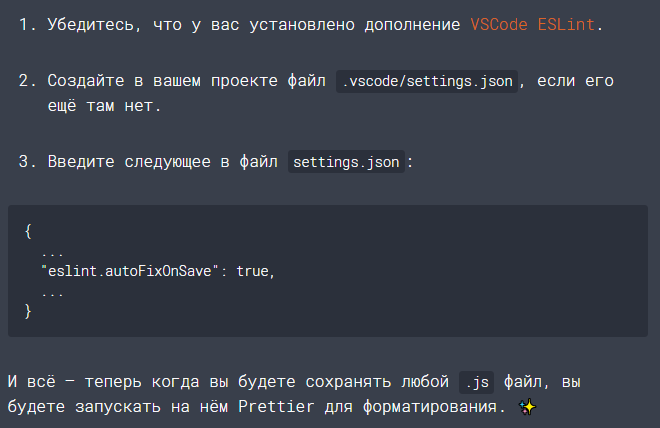 1. Убедитесь, что у вас установлено дополнение VSCode ESLint.
2. Создайте в вашем проекте файл .vscode/settings.json, если его
ещё там нет.
3. Введите следующее в файл settings.json:
{
...
"eslint.autoFixOnSave": true,
...
}
И всё — теперь когда вы будете сохранять любой .js файл, вы
будете запускать на нём Prettier для форматирования. ✨